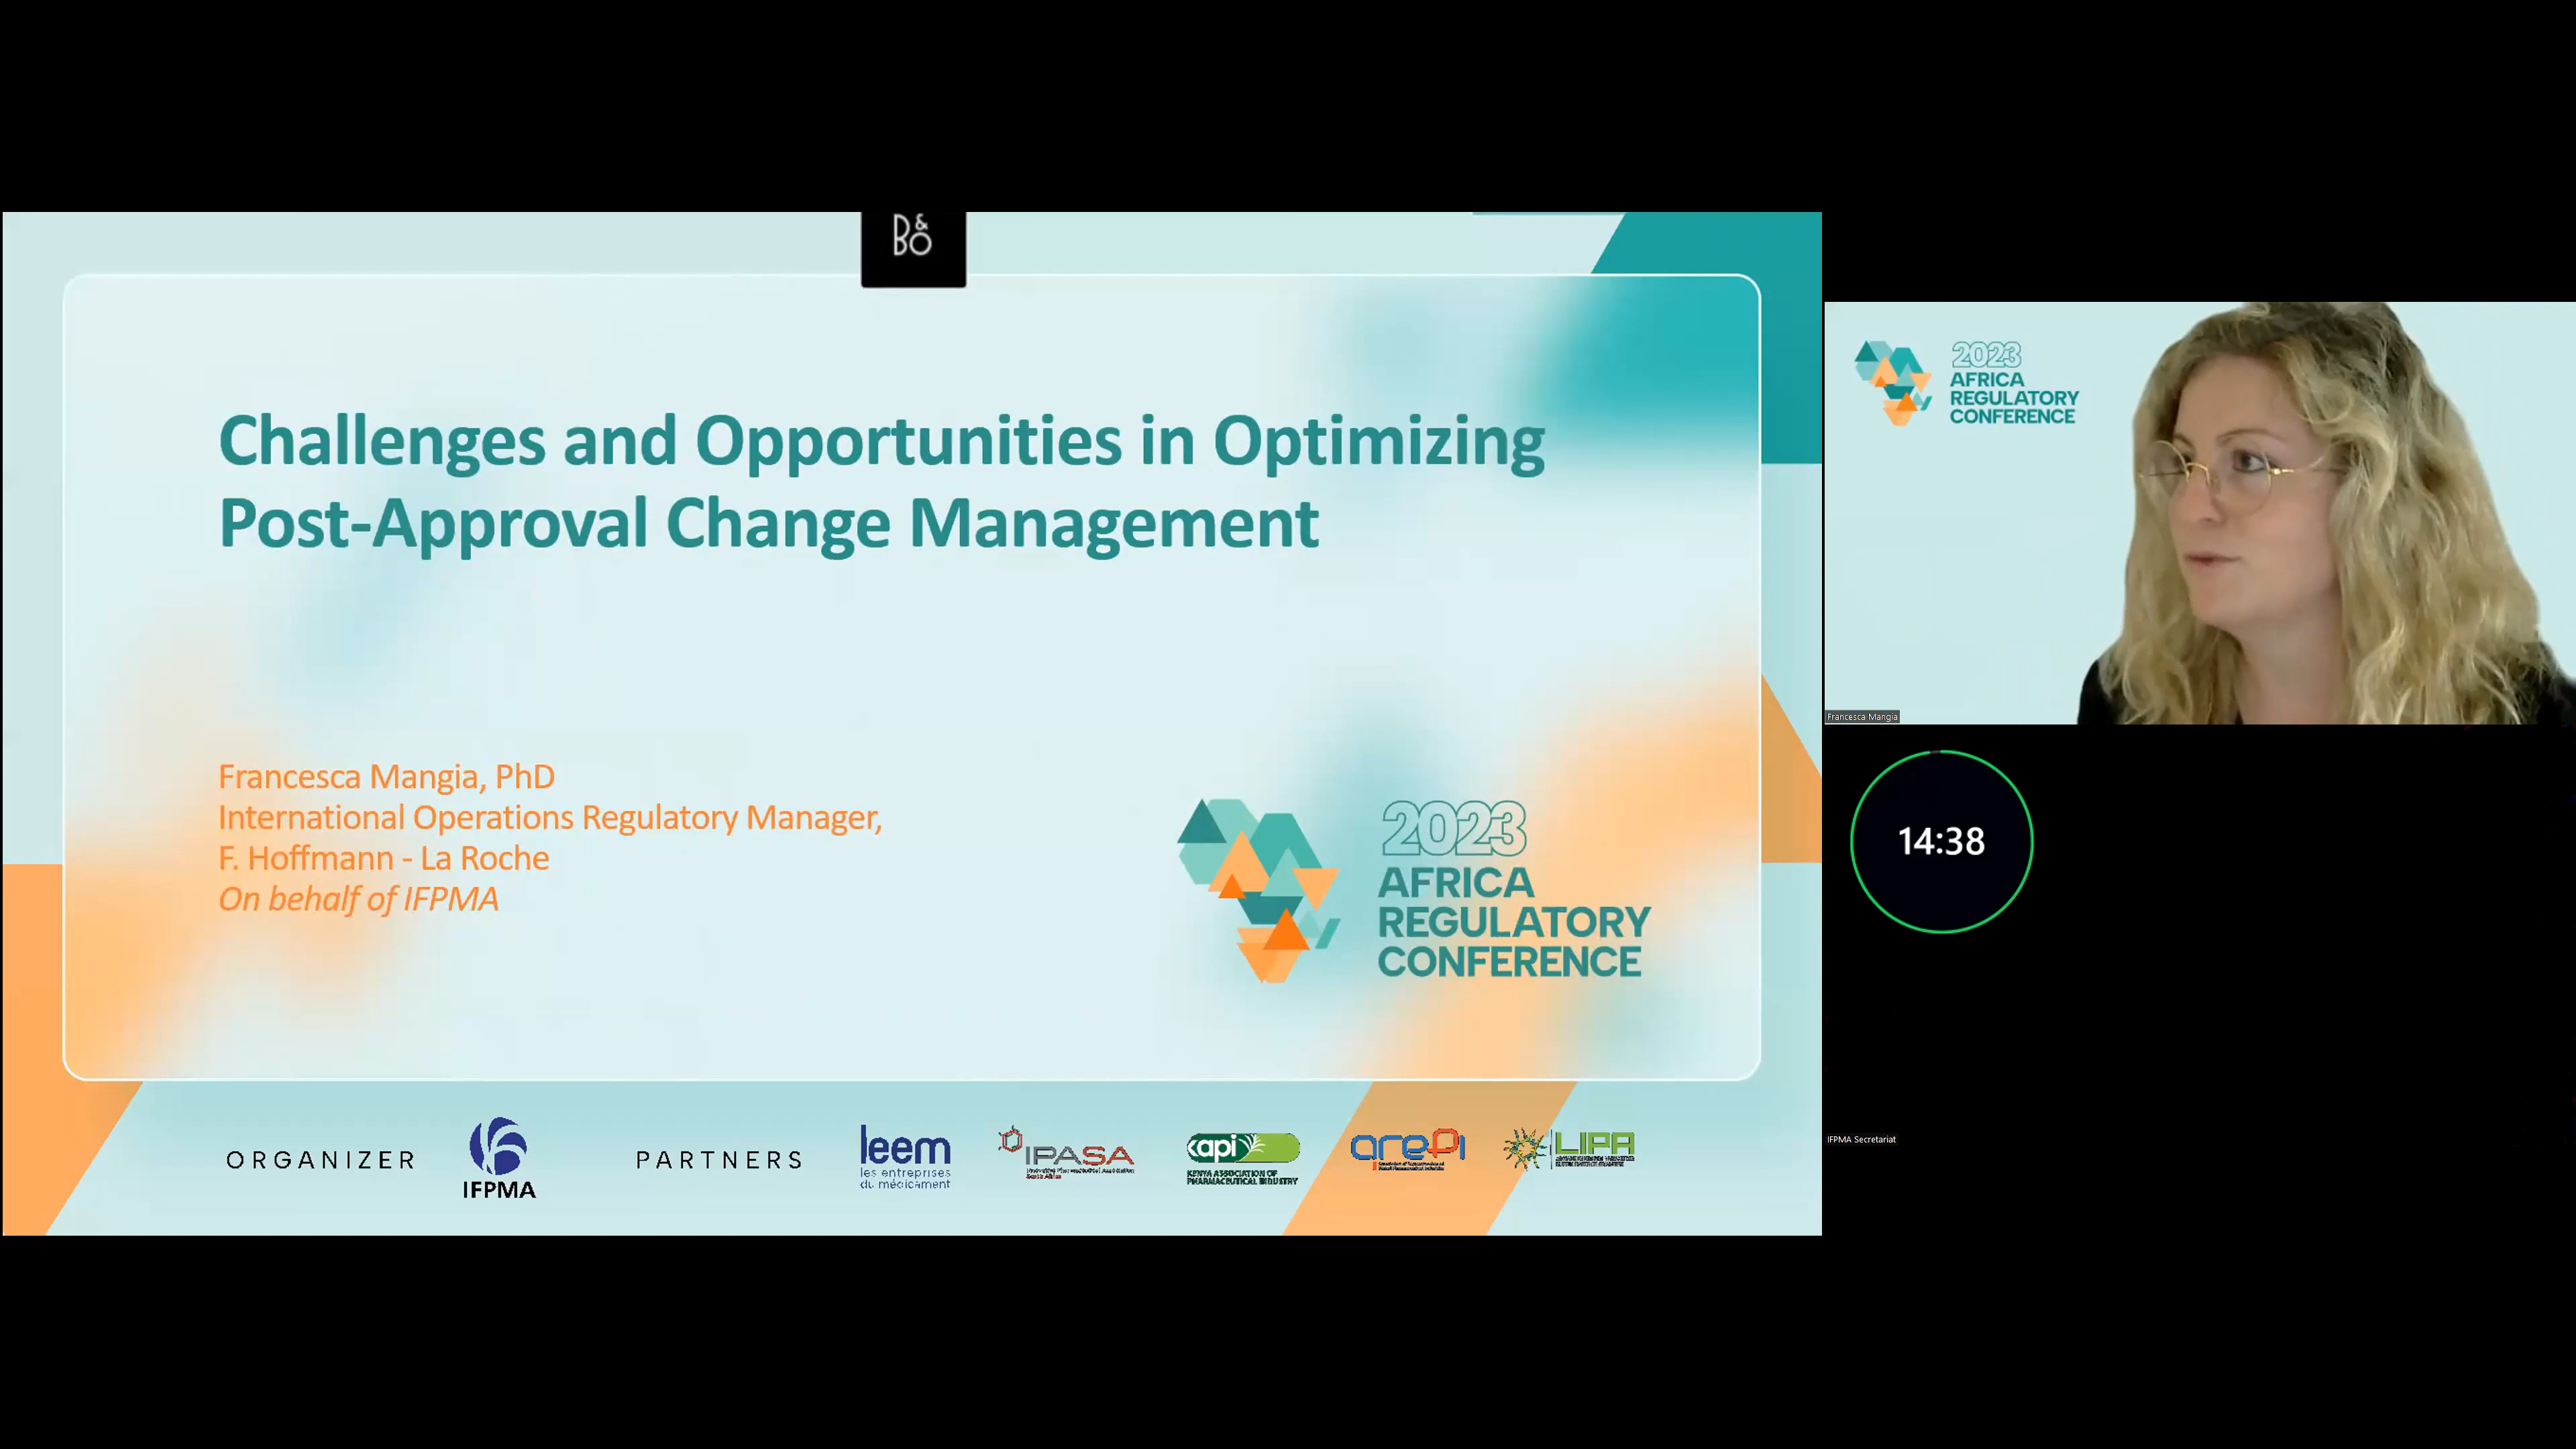 B&O
Challenges and Opportunities in Optimizing
Post-Approval Change Management
Francesca Mangia, PhD
International Operations Regulatory Manager,
F. Hoffmann - La Roche
On behalf of IFPMA
2023
AFRICA
REGULATORY
CONFERENCE
ORGANIZER
IFPMA
PARTNERS
leem
les entreprises
du médicament
IPASA
kapi
KENYA ASSOCIATION OF
PHARMACEUTICAL INDUSTRY
arepi
LIPA
2023
AFRICA
REGULATORY
CONFERENCE
Francesca Mangia
14:38
IFPMA Secretariat